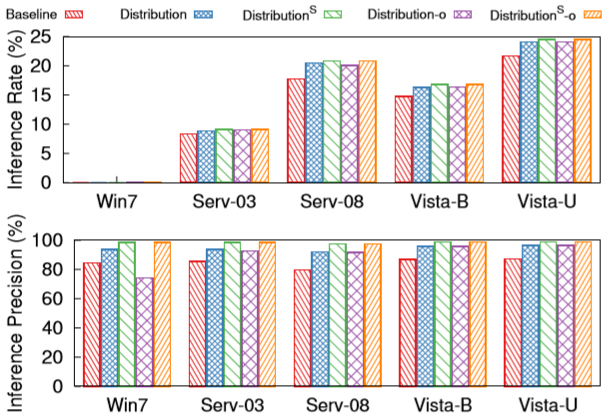 Baseline Distribution Distribution^S Distribution-o Distribution^S-o
Inference Rate (%)
25
20
15
10
5
0
Win7 Serv-03 Serv-08 Vista-B Vista-U
Inference Precision (%)
100
80
60
40
20
0
Win7 Serv-03 Serv-08 Vista-B Vista-U